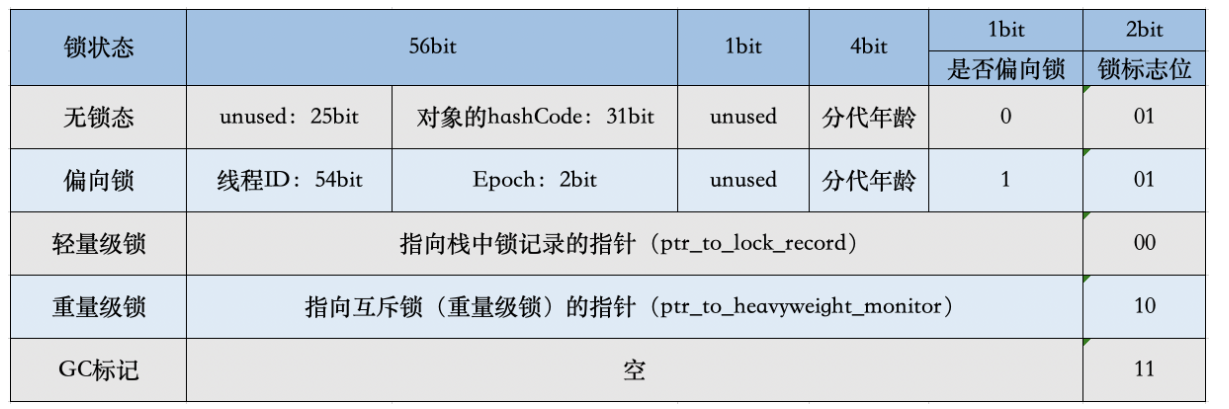 锁状态 56bit 1bit 4bit 1bit 2bit
是否偏向锁 锁标志位
无锁态 unused：25bit 对象的hashCode：31bit unused 分代年龄 0 01
偏向锁 线程ID：54bit Epoch：2bit unused 分代年龄 1 01
轻量级锁 指向栈中锁记录的指针（ptr_to_lock_record） 00
重量级锁 指向互斥锁（重量级锁）的指针（ptr_to_heavyweight_monitor） 10
GC标记 空 11